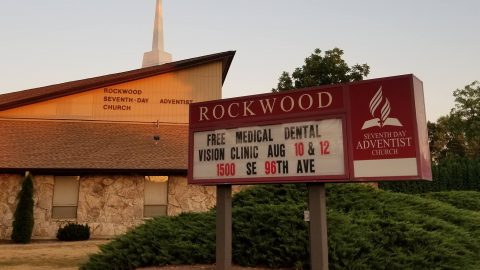 ROCKWOOD
SEVENTH-DAY ADVENTIST
CHURCH
ROCKWOOD
FREE MEDICAL DENTAL
VISION CLINIC AUG 10 & 12
1500 SE 96TH AVE
SEVENTH DAY
ADVENTIST
CHURCH